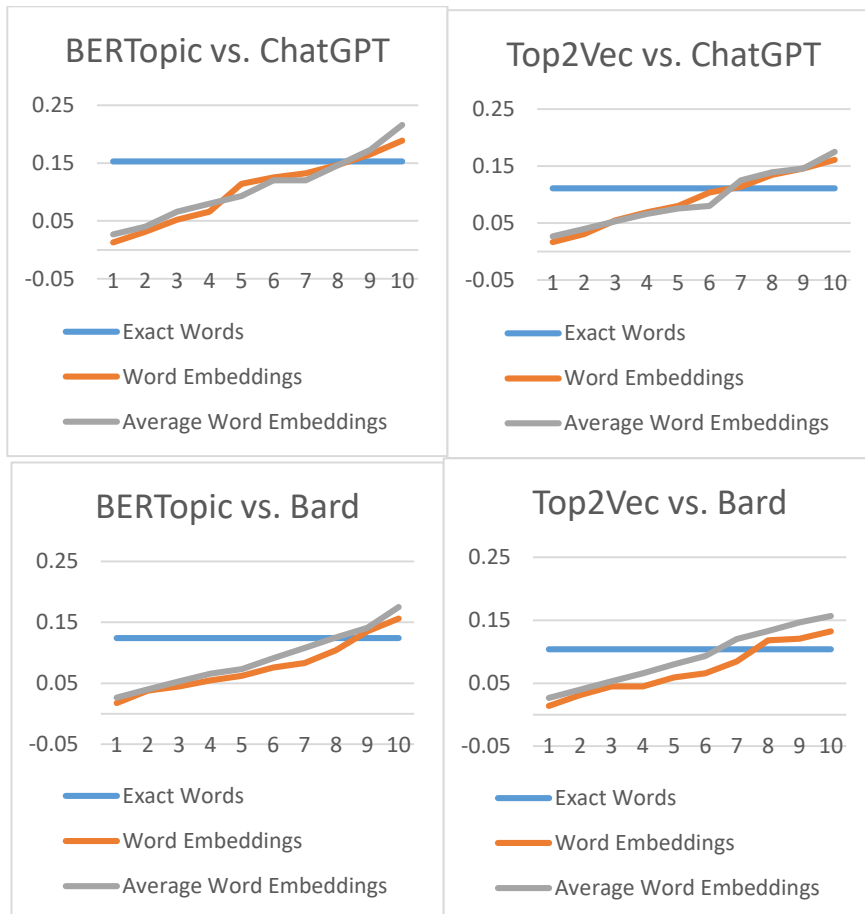 BERTopic vs. ChatGPT
0.25
0.15
0.05
-0.05
1 2 3 4 5 6 7 8 9 10
Exact Words
Word Embeddings
Average Word Embeddings
Top2Vec vs. ChatGPT
0.25
0.15
0.05
-0.05
1 2 3 4 5 6 7 8 9 10
Exact Words
Word Embeddings
Average Word Embeddings
BERTopic vs. Bard
0.25
0.15
0.05
-0.05
1 2 3 4 5 6 7 8 9 10
Exact Words
Word Embeddings
Average Word Embeddings
Top2Vec vs. Bard
0.25
0.15
0.05
-0.05
1 2 3 4 5 6 7 8 9 10
Exact Words
Word Embeddings
Average Word Embeddings